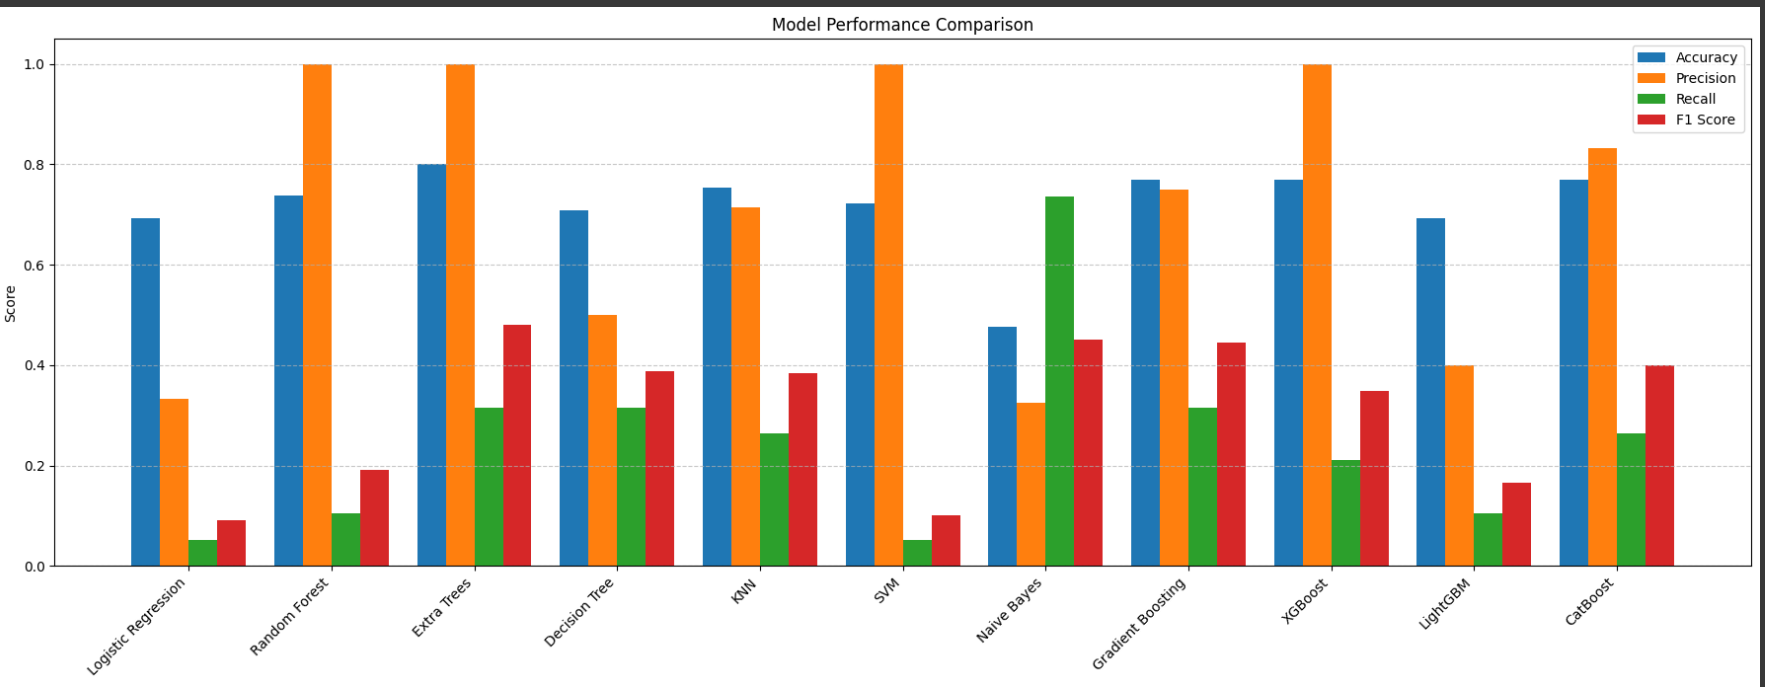 Model Performance Comparison
1.0
0.8
0.6
0.4
0.2
0.0
Score
Accuracy
Precision
Recall
F1 Score
Logistic Regression
Random Forest
Extra Trees
Decision Tree
KNN
SVM
Naive Bayes
Gradient Boosting
XGBoost
LightGBM
CatBoost